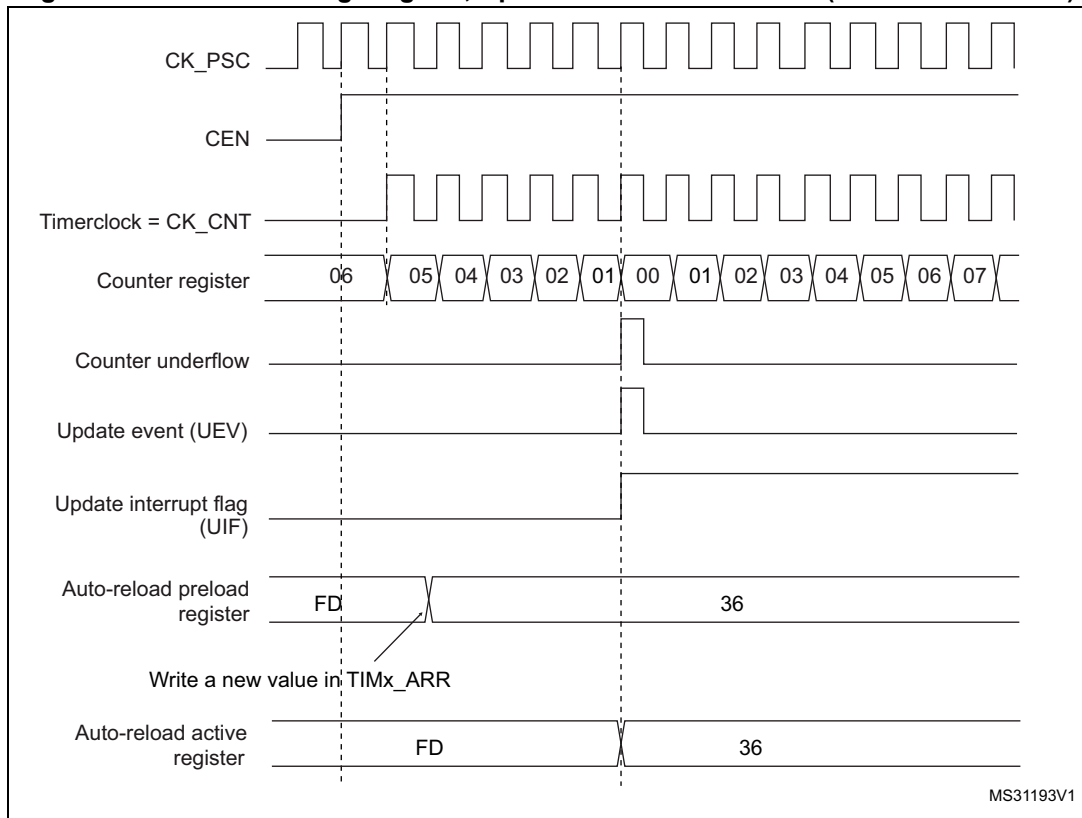 CK_PSC
CEN
Timerclock = CK_CNT
Counter register 06 05 04 03 02 01 00 01 02 03 04 05 06 07
Counter underflow
Update event (UEV)
Update interrupt flag
(UIF)
Auto-reload preload
register
FD 36
Write a new value in TIMx_ARR
Auto-reload active
register
FD 36
MS31193V1